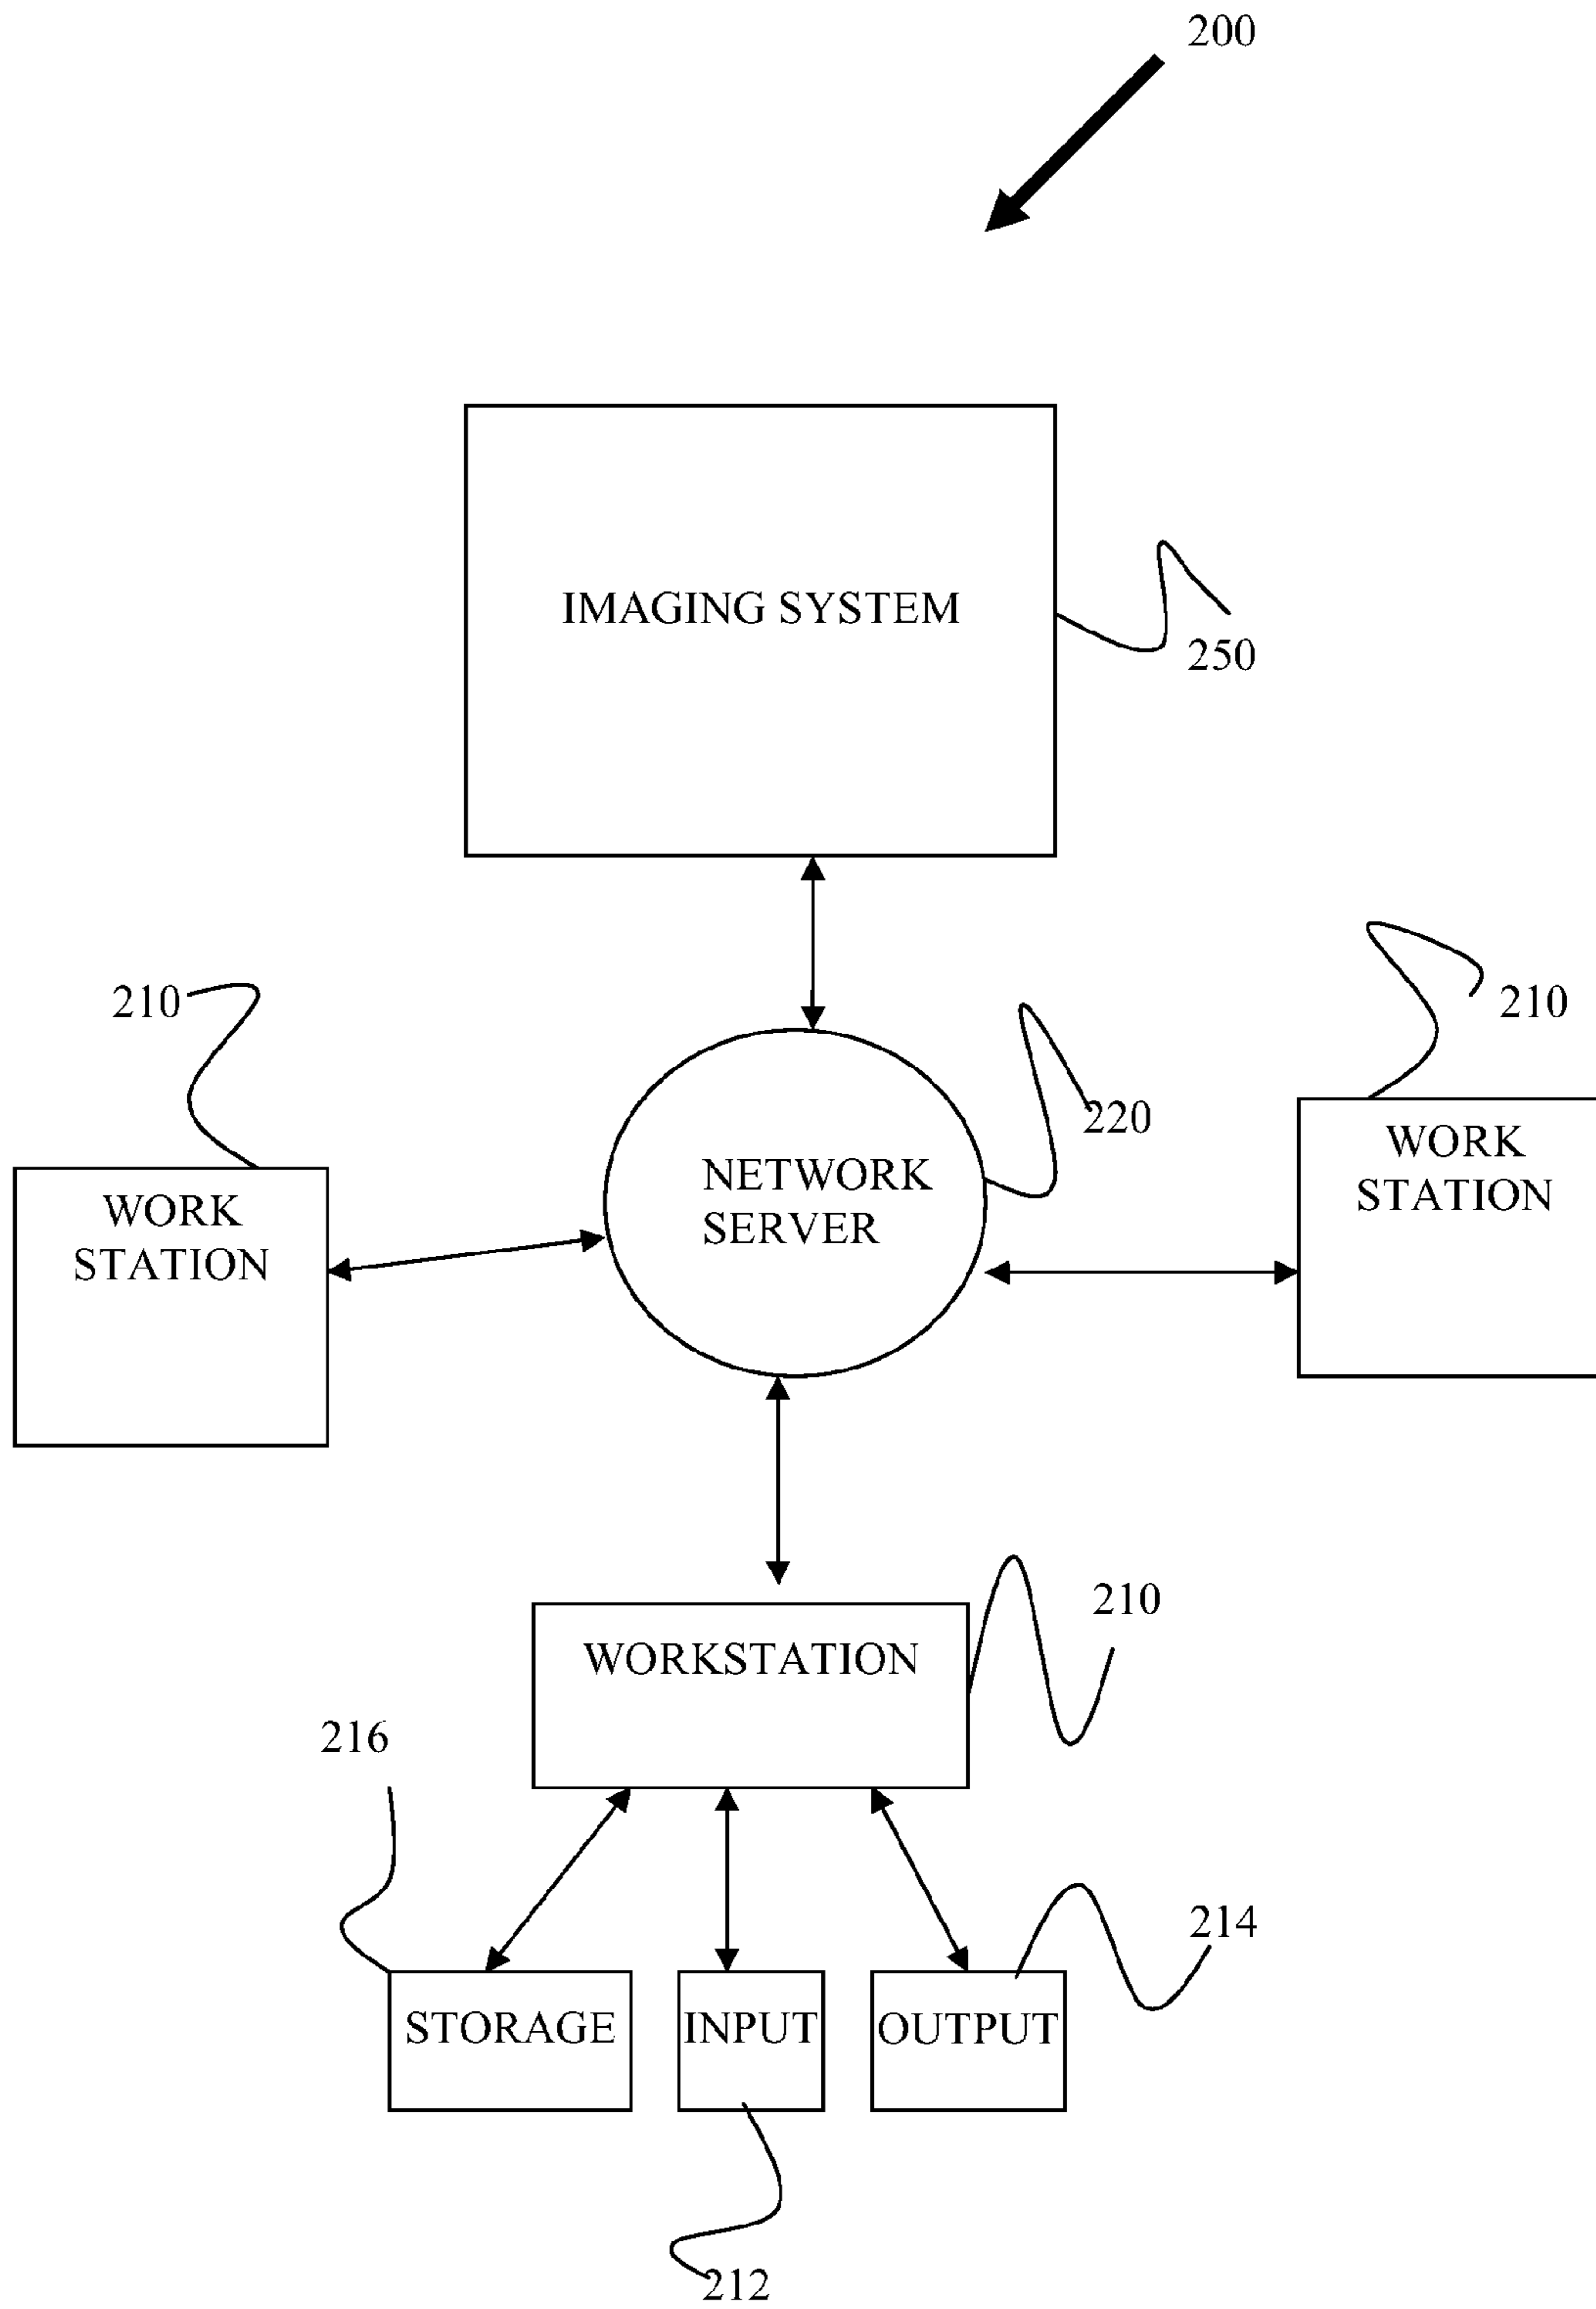 200
IMAGING SYSTEM
250
210
210
220
WORK
STATION
NETWORK
SERVER
WORK
STATION
210
WORKSTATION
216
214
STORAGE
INPUT
OUTPUT
212